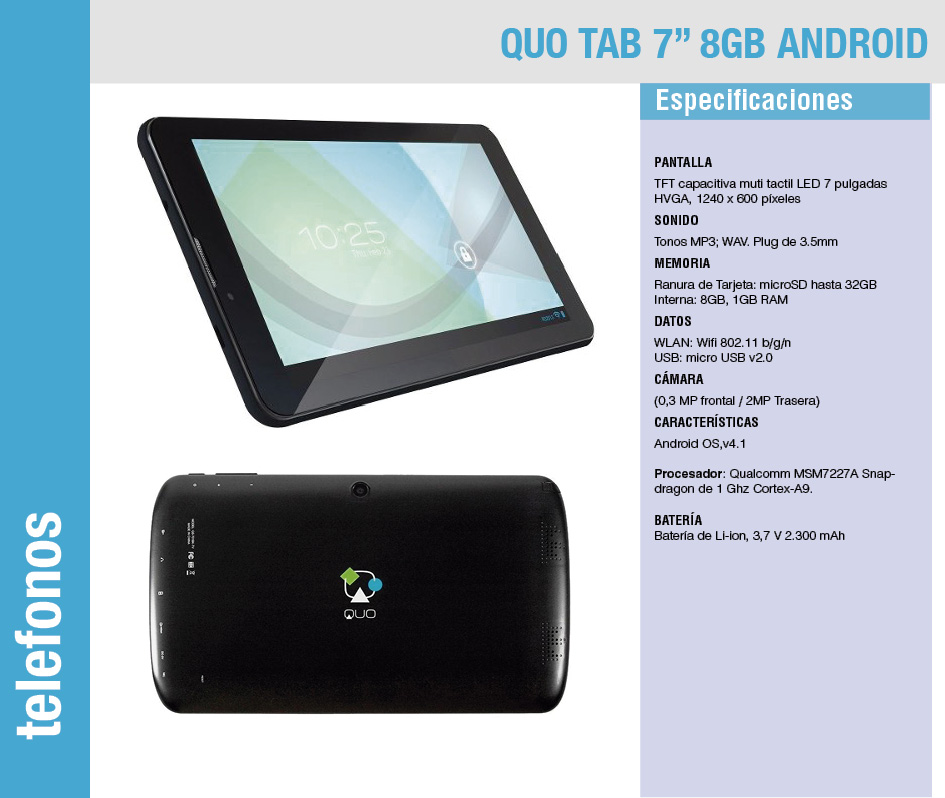 QUO TAB 7” 8GB ANDROID
Especificaciones
PANTALLA
TFT capacitiva muti tactil LED 7 pulgadas
HVGA, 1240 x 600 píxeles
SONIDO
Tonos MP3; WAV. Plug de 3.5mm
MEMORIA
Ranura de Tarjeta: microSD hasta 32GB
Interna: 8GB, 1GB RAM
DATOS
WLAN: Wifi 802.11 b/g/n
USB: micro USB v2.0
CÁMARA
(0,3 MP frontal / 2MP Trasera)
CARACTERÍSTICAS
Android OS,v4.1
Procesador: Qualcomm MSM7227A Snap-
dragon de 1 Ghz Cortex-A9.
BATERÍA
Batería de Li-ion, 3,7 V 2.300 mAh
10:25
QUO
telefonos